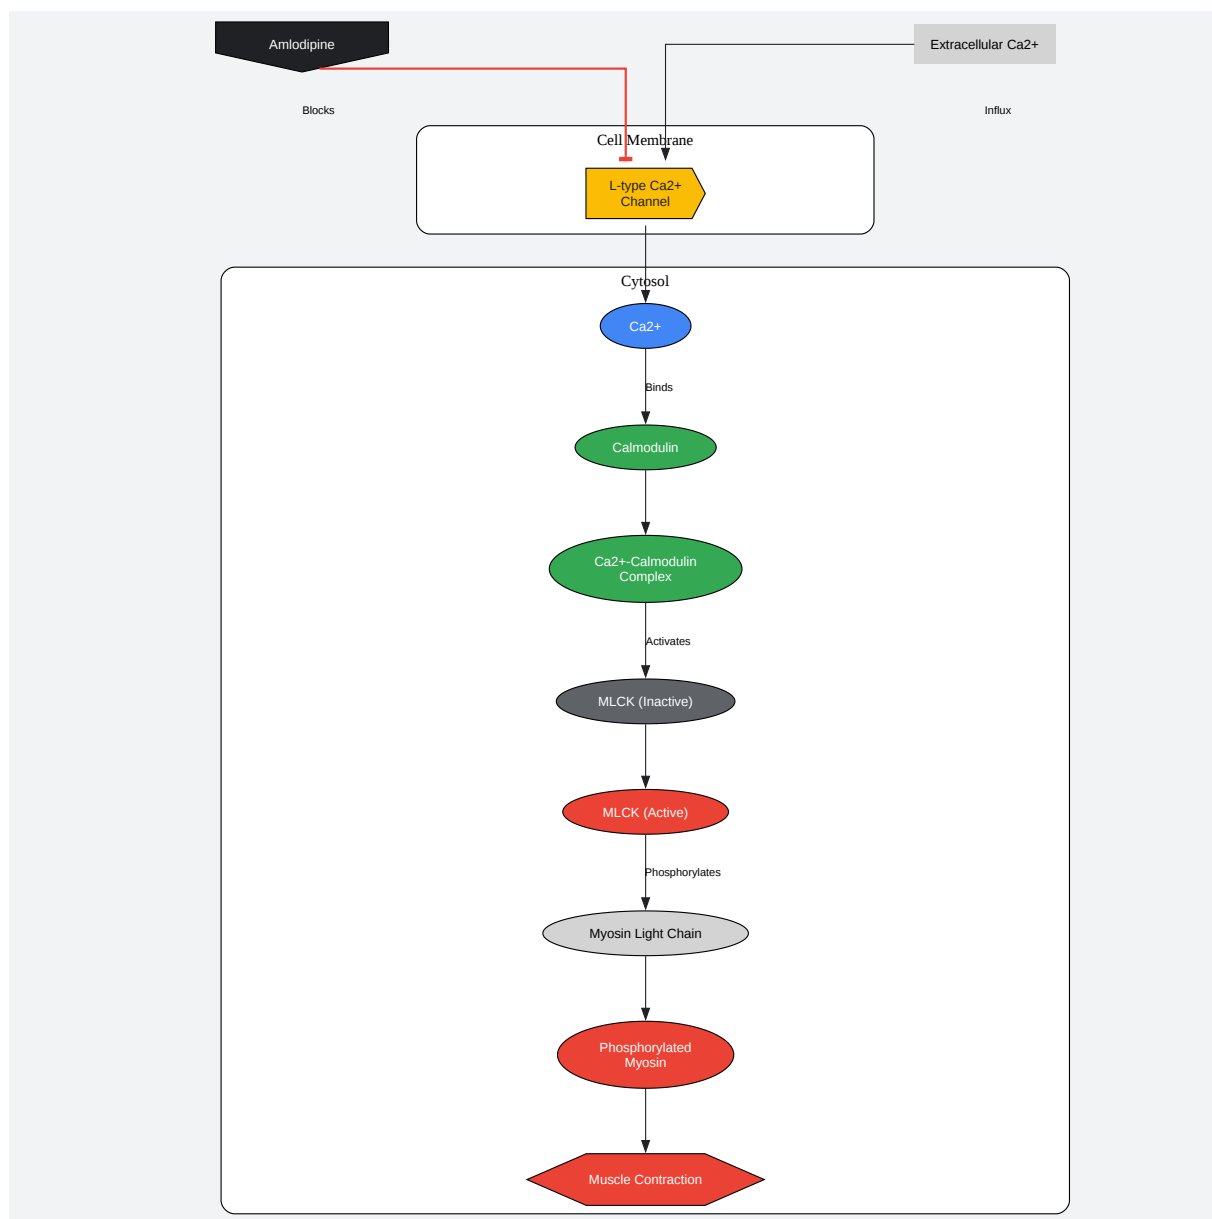 Amlodipine
Extracellular Ca2+
Blocks
Influx
Cell Membrane
L-type Ca2+
Channel
Cytosol
Ca2+
Binds
Calmodulin
Ca2+-Calmodulin
Complex
Activates
MLCK (Inactive)
MLCK (Active)
Phosphorylates
Myosin Light Chain
Phosphorylated
Myosin
Muscle Contraction